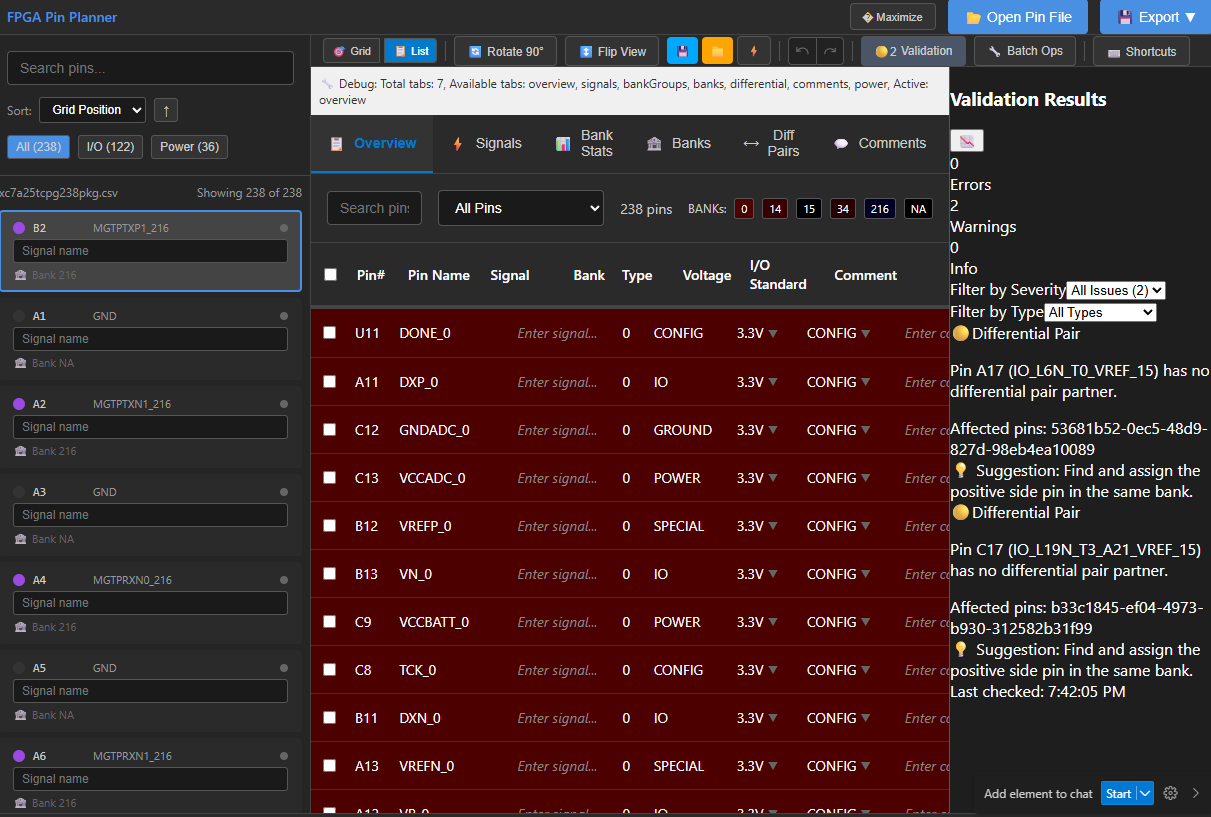 FPGA Pin Planner
Maximize
Open Pin File
Export ▼
Search pins...
Sort: Grid Position ↑
All (238) I/O (122) Power (36)
xc7a25tcpg238pkg.csv Showing 238 of 238
B2 MGTPTXP1_216
Signal name
Bank 216
A1 GND
Signal name
Bank NA
A2 MGTPTXN1_216
Signal name
Bank 216
A3 GND
Signal name
Bank NA
A4 MGTPRXN0_216
Signal name
Bank 216
A5 GND
Signal name
Bank NA
A6 MGTPRXN1_216
Signal name
Bank 216
Grid List Rotate 90° Flip View 2 Validation Batch Ops Shortcuts
Debug: Total tabs: 7, Available tabs: overview, signals, bankGroups, banks, differential, comments, power, Active:
overview
Overview Signals Bank Stats Banks Diff Pairs Comments
Search pins All Pins 238 pins BANKs: 0 14 15 34 216 NA
Pin# Pin Name Signal Bank Type Voltage I/O Standard Comment
U11 DONE_0 Enter signal... 0 CONFIG 3.3V ▼ CONFIG ▼ Enter co
A11 DXP_0 Enter signal... 0 IO 3.3V ▼ CONFIG ▼ Enter co
C12 GNDADC_0 Enter signal... 0 GROUND 3.3V ▼ CONFIG ▼ Enter co
C13 VCCADC_0 Enter signal... 0 POWER 3.3V ▼ CONFIG ▼ Enter co
B12 VREFP_0 Enter signal... 0 SPECIAL 3.3V ▼ CONFIG ▼ Enter co
B13 VN_0 Enter signal... 0 IO 3.3V ▼ CONFIG ▼ Enter co
C9 VCCBATT_0 Enter signal... 0 POWER 3.3V ▼ CONFIG ▼ Enter co
C8 TCK_0 Enter signal... 0 CONFIG 3.3V ▼ CONFIG ▼ Enter co
B11 DXN_0 Enter signal... 0 IO 3.3V ▼ CONFIG ▼ Enter co
A13 VREFN_0 Enter signal... 0 SPECIAL 3.3V ▼ CONFIG ▼ Enter co
Validation Results
0
Errors
2
Warnings
0
Info
Filter by Severity All Issues (2)
Filter by Type All Types
Differential Pair
Pin A17 (IO_L6N_T0_VREF_15) has no
differential pair partner.
Affected pins: 53681b52-0ec5-48d9-
827d-98eb4ea10089
Suggestion: Find and assign the
positive side pin in the same bank.
Differential Pair
Pin C17 (IO_L19N_T3_A21_VREF_15)
has no differential pair partner.
Affected pins: b33c1845-ef04-4973-
b930-312582b31f99
Suggestion: Find and assign the
positive side pin in the same bank.
Last checked: 7:42:05 PM
Add element to chat Start